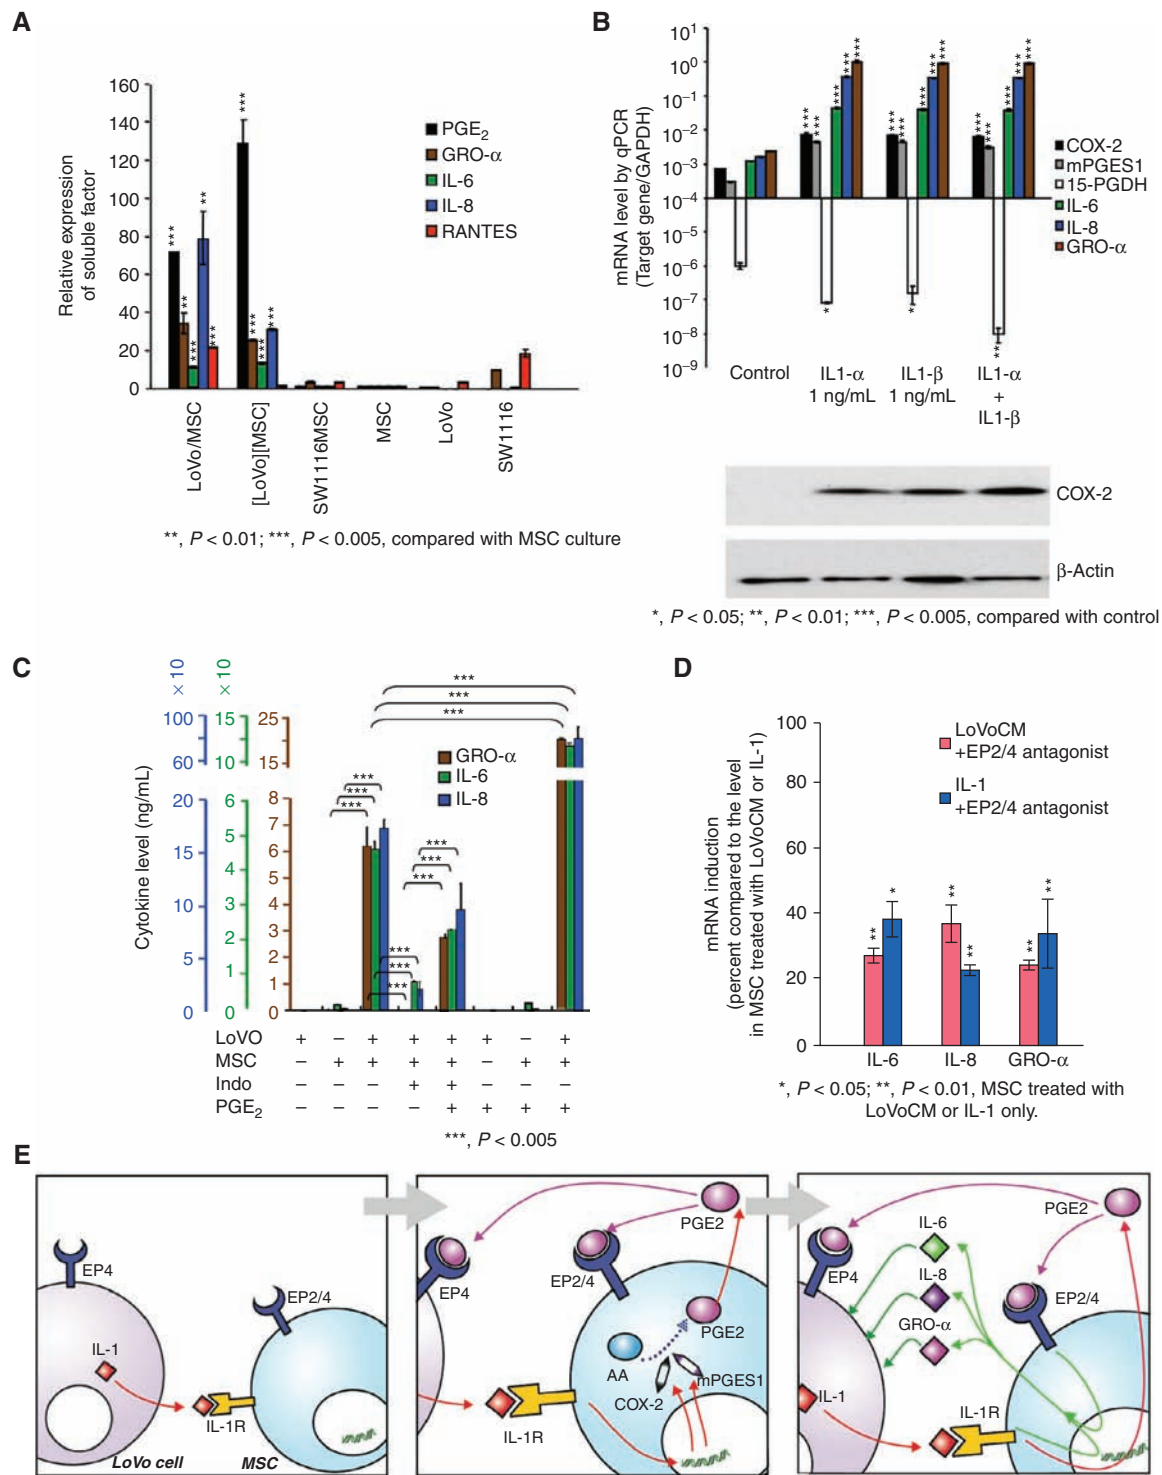 A
Relative expression
of soluble factor
160
140
120
100
80
60
40
20
0
***
**
***
**
***
***
***
***
***
PGE2
GRO-α
IL-6
IL-8
RANTES
LoVo/MSC
[LoVo][MSC]
SW1116MSC
MSC
LoVo
SW1116
**, P < 0.01; ***, P < 0.005, compared with MSC culture
B
mRNA level by qPCR
(Target gene/GAPDH)
10^1
10^0
10^−1
10^−2
10^−3
10^−4
10^−5
10^−6
10^−7
10^−8
10^−9
*** *** *** *** ***
*** *** *** *** ***
*** *** *** *** ***
*
*
**
COX-2
mPGES1
15-PGDH
IL-6
IL-8
GRO-α
Control
IL1-α
1 ng/mL
IL1-β
1 ng/mL
IL1-α
+
IL1-β
COX-2
β-Actin
*, P < 0.05; **, P < 0.01; ***, P < 0.005, compared with control
C
Cytokine level (ng/mL)
× 10
× 10
100
60
20
15
10
5
0
15
10
6
5
4
3
2
1
0
25
15
8
7
6
5
4
3
2
1
0
***
***
***
***
***
***
***
***
***
***
***
***
GRO-α
IL-6
IL-8
LoVO + − + + + + − +
MSC − + + + + − + +
Indo − − − + + − − −
PGE2 − − − − + + + +
***, P < 0.005
D
mRNA induction
(percent compared to the level
in MSC treated with LoVoCM or IL-1)
100
80
60
40
20
0
LoVoCM
+EP2/4 antagonist
IL-1
+EP2/4 antagonist
**
*
**
**
**
**
IL-6
IL-8
GRO-α
*, P < 0.05; **, P < 0.01, MSC treated with
LoVoCM or IL-1 only.
E
EP4
EP2/4
IL-1
IL-1R
LoVo cell
MSC
PGE2
EP4
EP2/4
PGE2
AA
COX-2
mPGES1
IL-1R
PGE2
IL-6
EP4
IL-8
EP2/4
GRO-α
IL-1
IL-1R